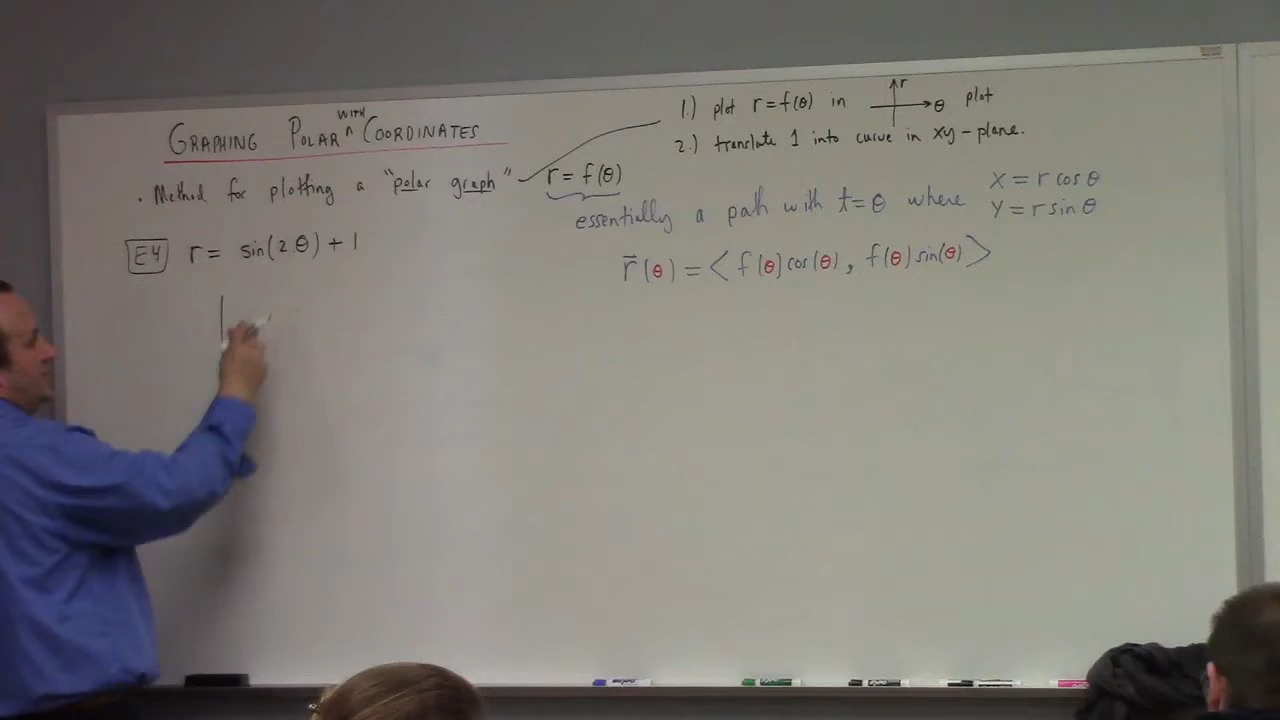 GRAPHING POLAR WITH ^ COORDINATES
· Method for plotting a "polar graph"
r = f(θ)
1.) plot r = f(θ) in r θ plot
2.) translate 1 into curve in xy-plane.
essentially a path with t=θ where
x = r cos θ
y = r sin θ
r⃗(θ) = < f(θ) cos(θ), f(θ) sin(θ) >
E4 r = sin(2θ) + 1